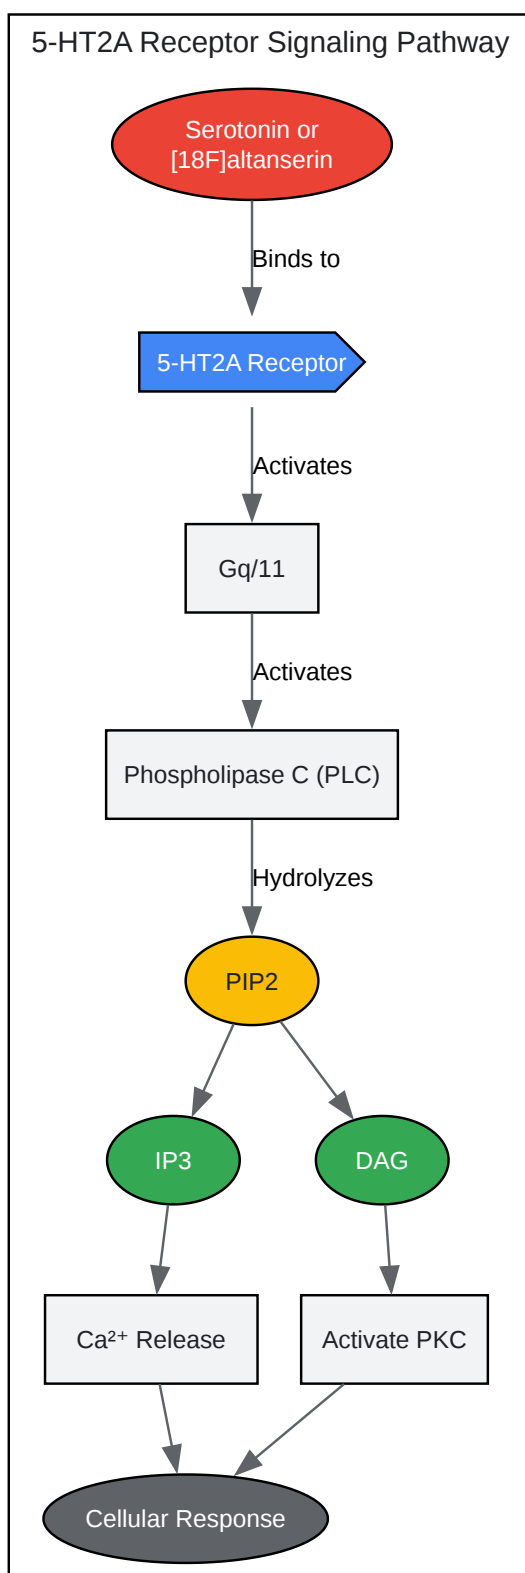 5-HT2A Receptor Signaling Pathway
Serotonin or
[18F]altanserin
Binds to
5-HT2A Receptor
Activates
Gq/11
Activates
Phospholipase C (PLC)
Hydrolyzes
PIP2
IP3
DAG
Ca²⁺ Release
Activate PKC
Cellular Response